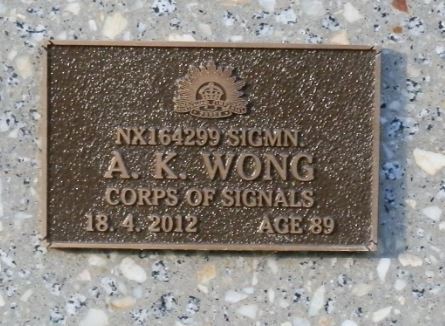 NX164299 SIGMN.
A. K. WONG
CORPS OF SIGNALS
18. 4. 2012 AGE 89